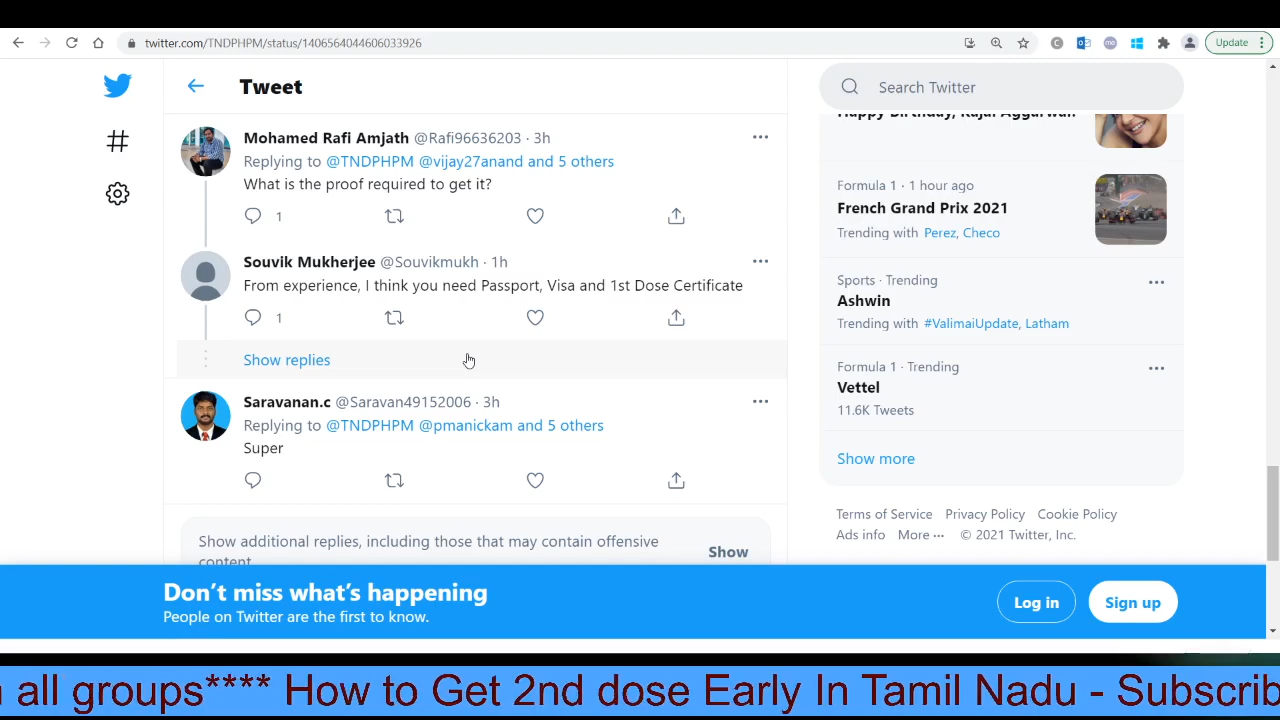 twitter.com/TNDPHPM/status/1406564044606033926
Update
Tweet
Search Twitter
Mohamed Rafi Amjath @Rafi96636203 · 3h
Replying to @TNDPHPM @vijay27anand and 5 others
What is the proof required to get it?
1
Souvik Mukherjee @Souvikmukh · 1h
From experience, I think you need Passport, Visa and 1st Dose Certificate
1
Show replies
Saravanan.c @Saravan49152006 · 3h
Replying to @TNDPHPM @pmanickam and 5 others
Super
Show additional replies, including those that may contain offensive
content
Show
Happy Birthday, Kajal Aggarwal
Formula 1 · 1 hour ago
French Grand Prix 2021
Trending with Perez, Checo
Sports · Trending
Ashwin
Trending with #ValimaiUpdate, Latham
Formula 1 · Trending
Vettel
11.6K Tweets
Show more
Terms of Service Privacy Policy Cookie Policy
Ads info More ··· © 2021 Twitter, Inc.
Don't miss what's happening
People on Twitter are the first to know.
Log in
Sign up
all groups**** How to Get 2nd dose Early In Tamil Nadu - Subscrib